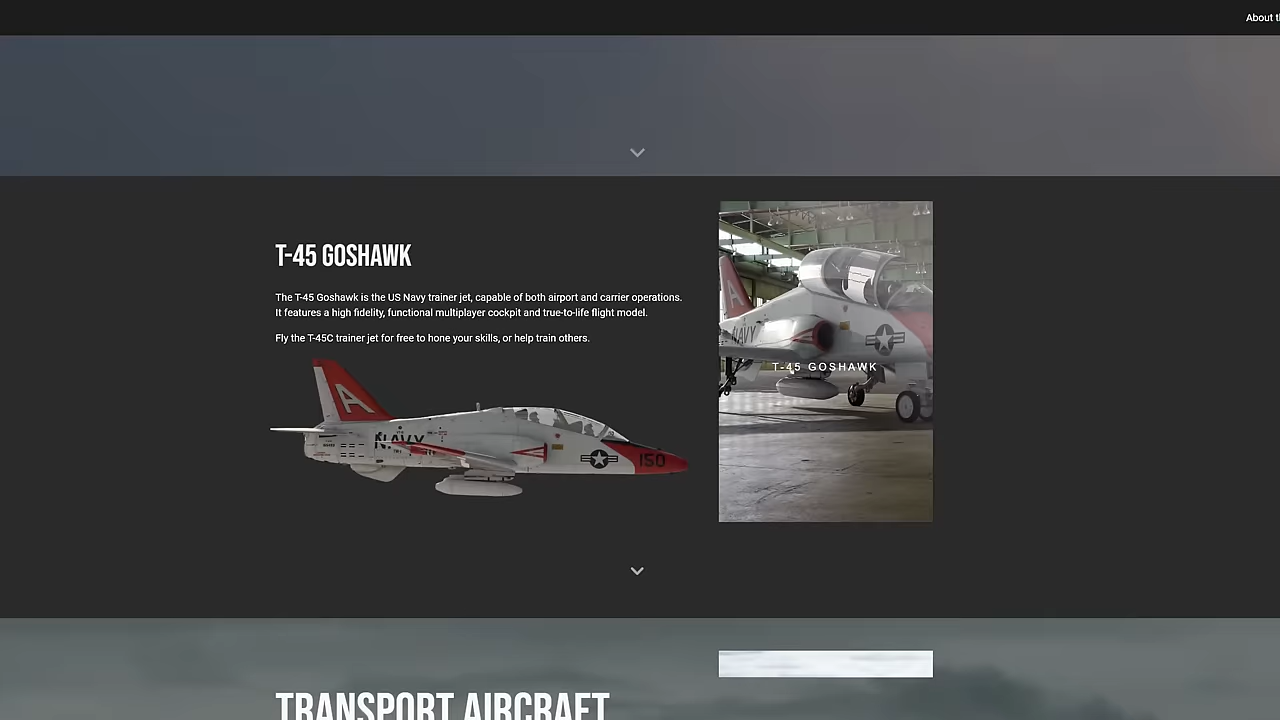 About t
T-45 GOSHAWK
The T-45 Goshawk is the US Navy trainer jet, capable of both airport and carrier operations.
It features a high fidelity, functional multiplayer cockpit and true-to-life flight model.
Fly the T-45C trainer jet for free to hone your skills, or help train others.
A
NAVY
150
A
NAVY
T-45 GOSHAWK
TRANSPORT AIRCRAFT